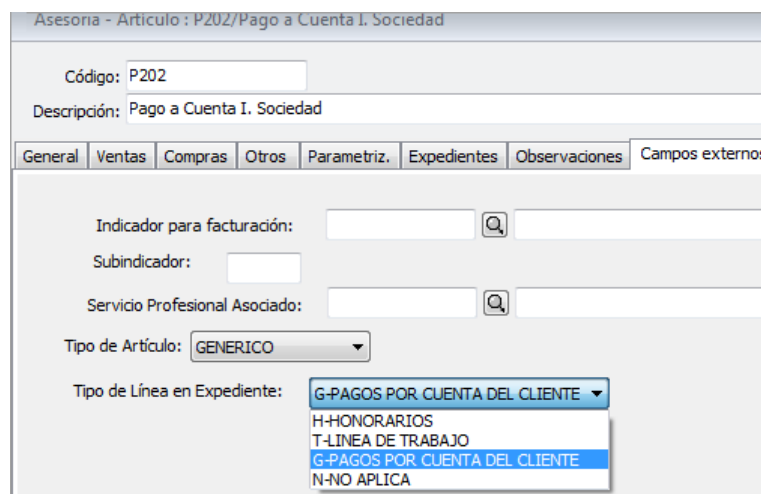 Asesoria - Artículo : P202/Pago a Cuenta I. Sociedad
Código: P202
Descripción: Pago a Cuenta I. Sociedad
General Ventas Compras Otros Parametriz. Expedientes Observaciones Campos externos
Indicador para facturación:
Subindicador:
Servicio Profesional Asociado:
Tipo de Artículo: GENERICO
Tipo de Línea en Expediente: G-PAGOS POR CUENTA DEL CLIENTE
H-HONORARIOS
T-LINEA DE TRABAJO
G-PAGOS POR CUENTA DEL CLIENTE
N-NO APLICA